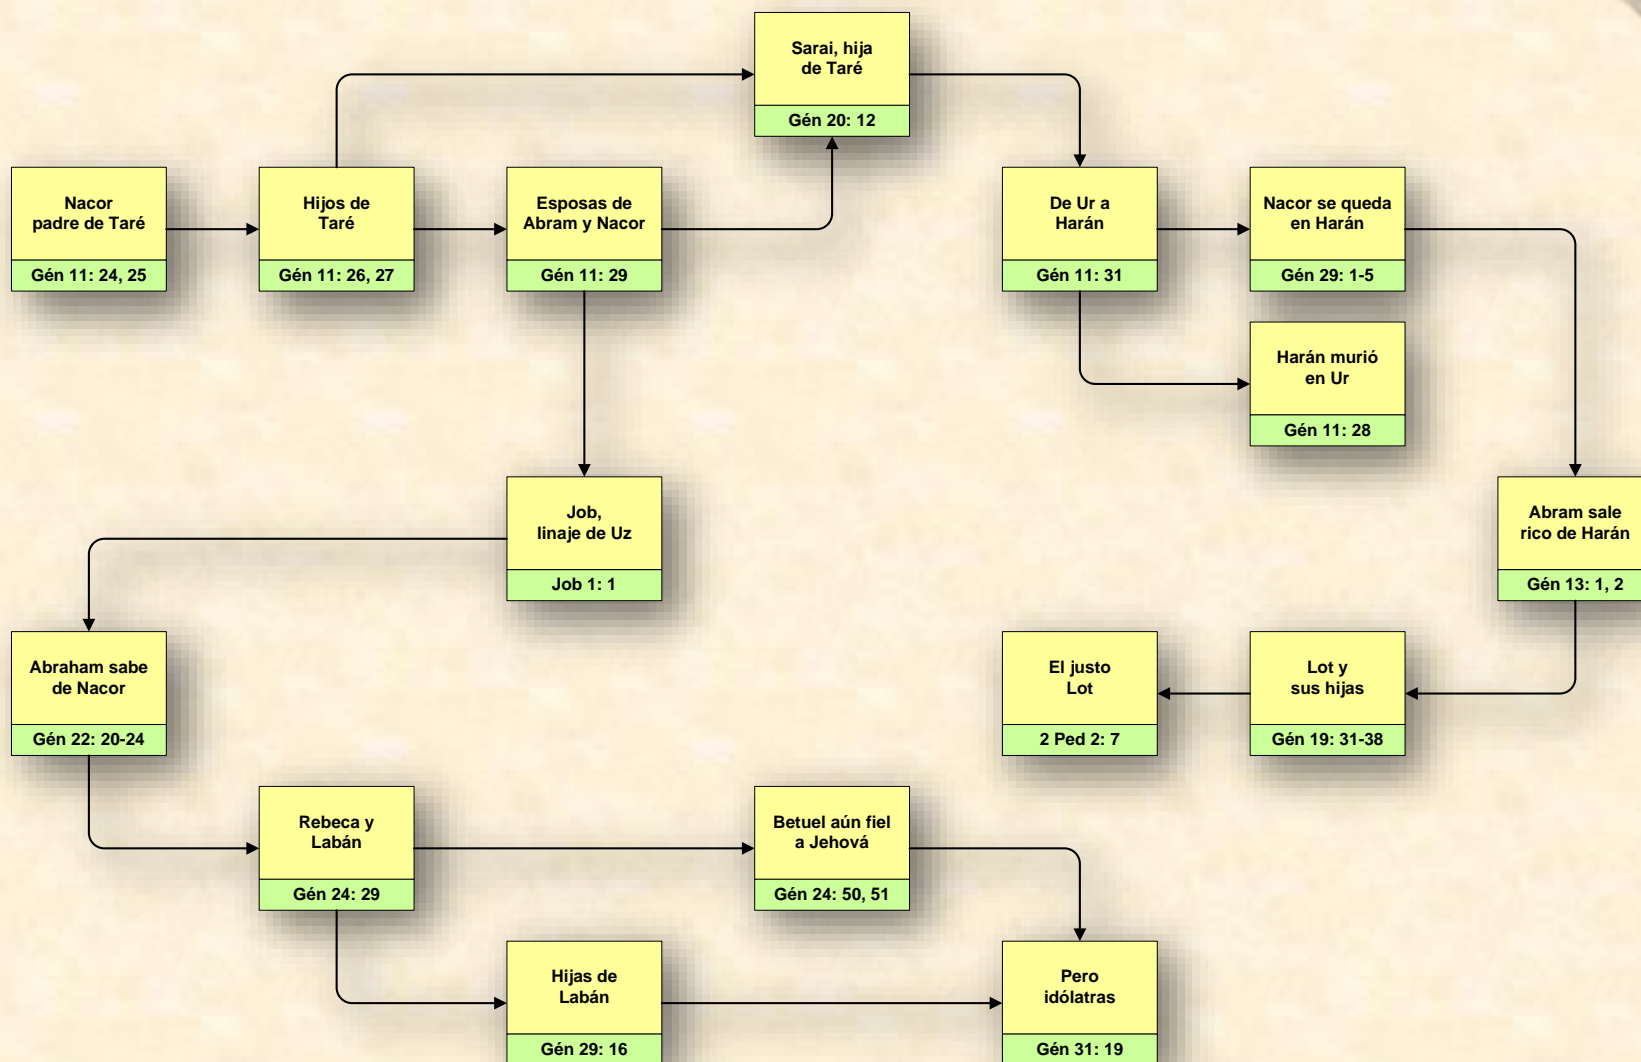 Sarai, hija
de Taré
Gén 20: 12
Nacor
padre de Taré
Gén 11: 24, 25
Hijos de
Taré
Gén 11: 26, 27
Esposas de
Abram y Nacor
Gén 11: 29
De Ur a
Harán
Gén 11: 31
Nacor se queda
en Harán
Gén 29: 1-5
Harán murió
en Ur
Gén 11: 28
Job,
linaje de Uz
Job 1: 1
Abram sale
rico de Harán
Gén 13: 1, 2
Abraham sabe
de Nacor
Gén 22: 20-24
El justo
Lot
2 Ped 2: 7
Lot y
sus hijas
Gén 19: 31-38
Rebeca y
Labán
Gén 24: 29
Betuel aún fiel
a Jehová
Gén 24: 50, 51
Hijas de
Labán
Gén 29: 16
Pero
idólatras
Gén 31: 19